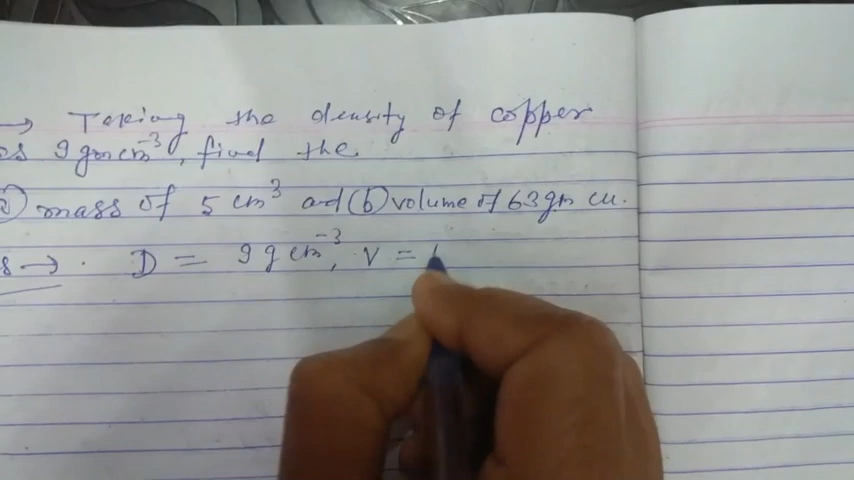 → Taking the density of copper
as 9 gm cm⁻³, find the
a) mass of 5 cm³ and (b) volume of 63 gm cu.
s → . D = 9 g cm⁻³, V =